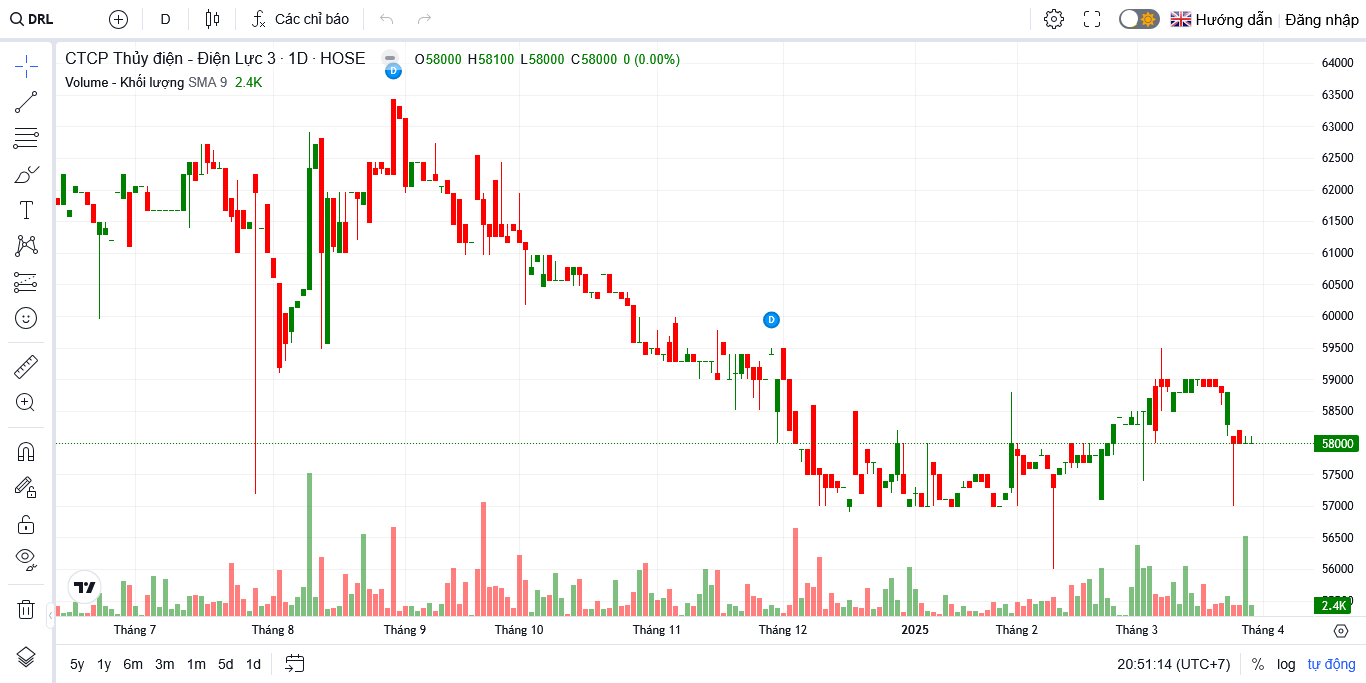 DRL D Các chỉ báo Hướng dẫn Đăng nhập
CTCP Thủy điện - Điện Lực 3 · 1D · HOSE O58000 H58100 L58000 C58000 0 (0.00%)
Volume - Khối lượng SMA 9 2.4K
D
D
64000
63500
63000
62500
62000
61500
61000
60500
60000
59500
59000
58500
58000
57500
57000
56500
56000
2.4K
Tháng 7 Tháng 8 Tháng 9 Tháng 10 Tháng 11 Tháng 12 2025 Tháng 2 Tháng 3 Tháng 4
5y 1y 6m 3m 1m 5d 1d 20:51:14 (UTC+7) % log tự động